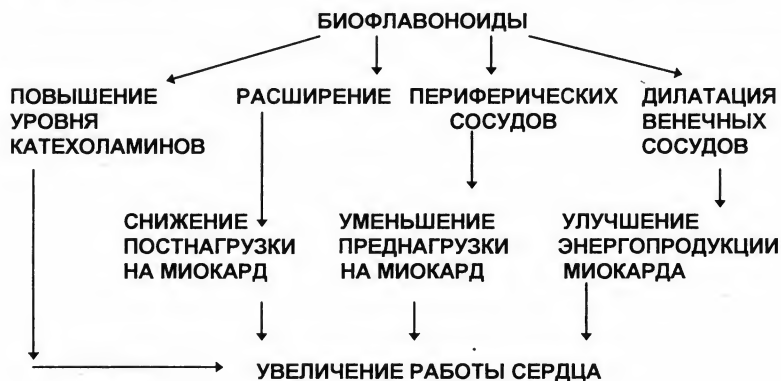 БИОФЛАВОНОИДЫ
ПОВЫШЕНИЕ
УРОВНЯ
КАТЕХОЛАМИНОВ
РАСШИРЕНИЕ ПЕРИФЕРИЧЕСКИХ
СОСУДОВ
ДИЛАТАЦИЯ
ВЕНЕЧНЫХ
СОСУДОВ
СНИЖЕНИЕ
ПОСТНАГРУЗКИ
НА МИОКАРД
УМЕНЬШЕНИЕ
ПРЕДНАГРУЗКИ
НА МИОКАРД
УЛУЧШЕНИЕ
ЭНЕРГОПРОДУКЦИИ
МИОКАРДА
УВЕЛИЧЕНИЕ РАБОТЫ СЕРДЦА